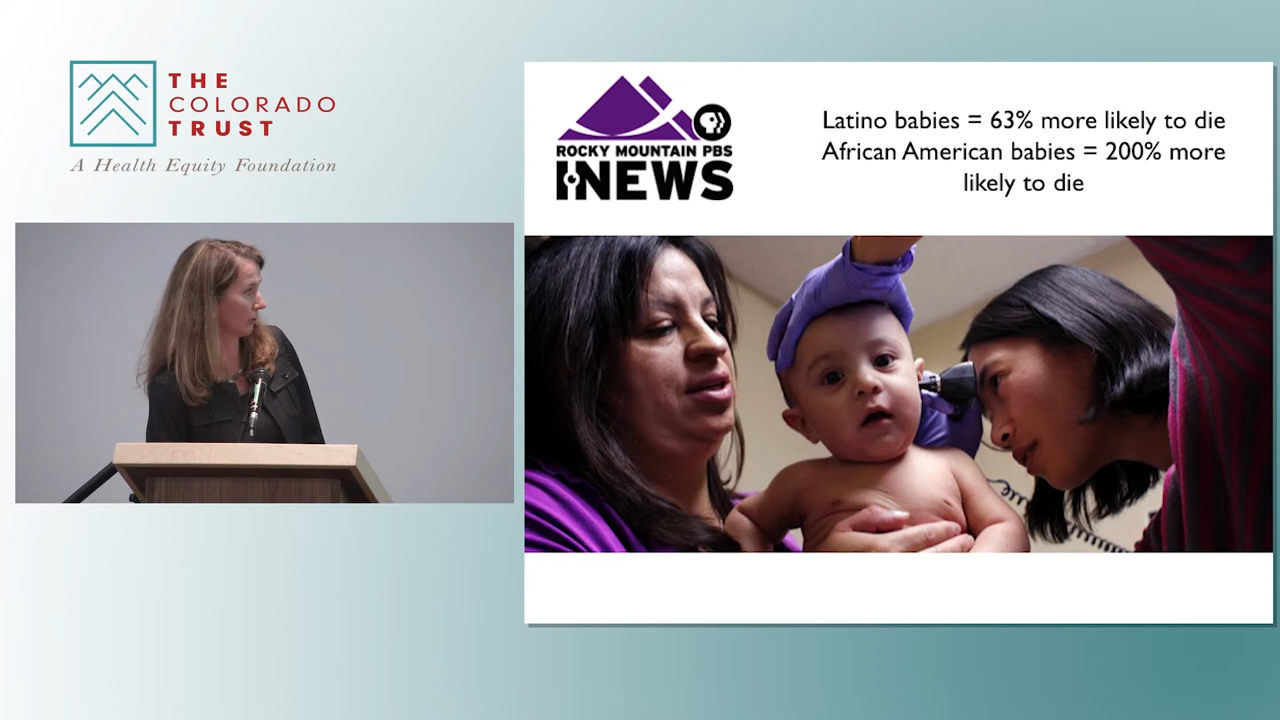 THE
COLORADO
TRUST
A Health Equity Foundation
ROCKY MOUNTAIN PBS
I-NEWS
Latino babies = 63% more likely to die
African American babies = 200% more
likely to die